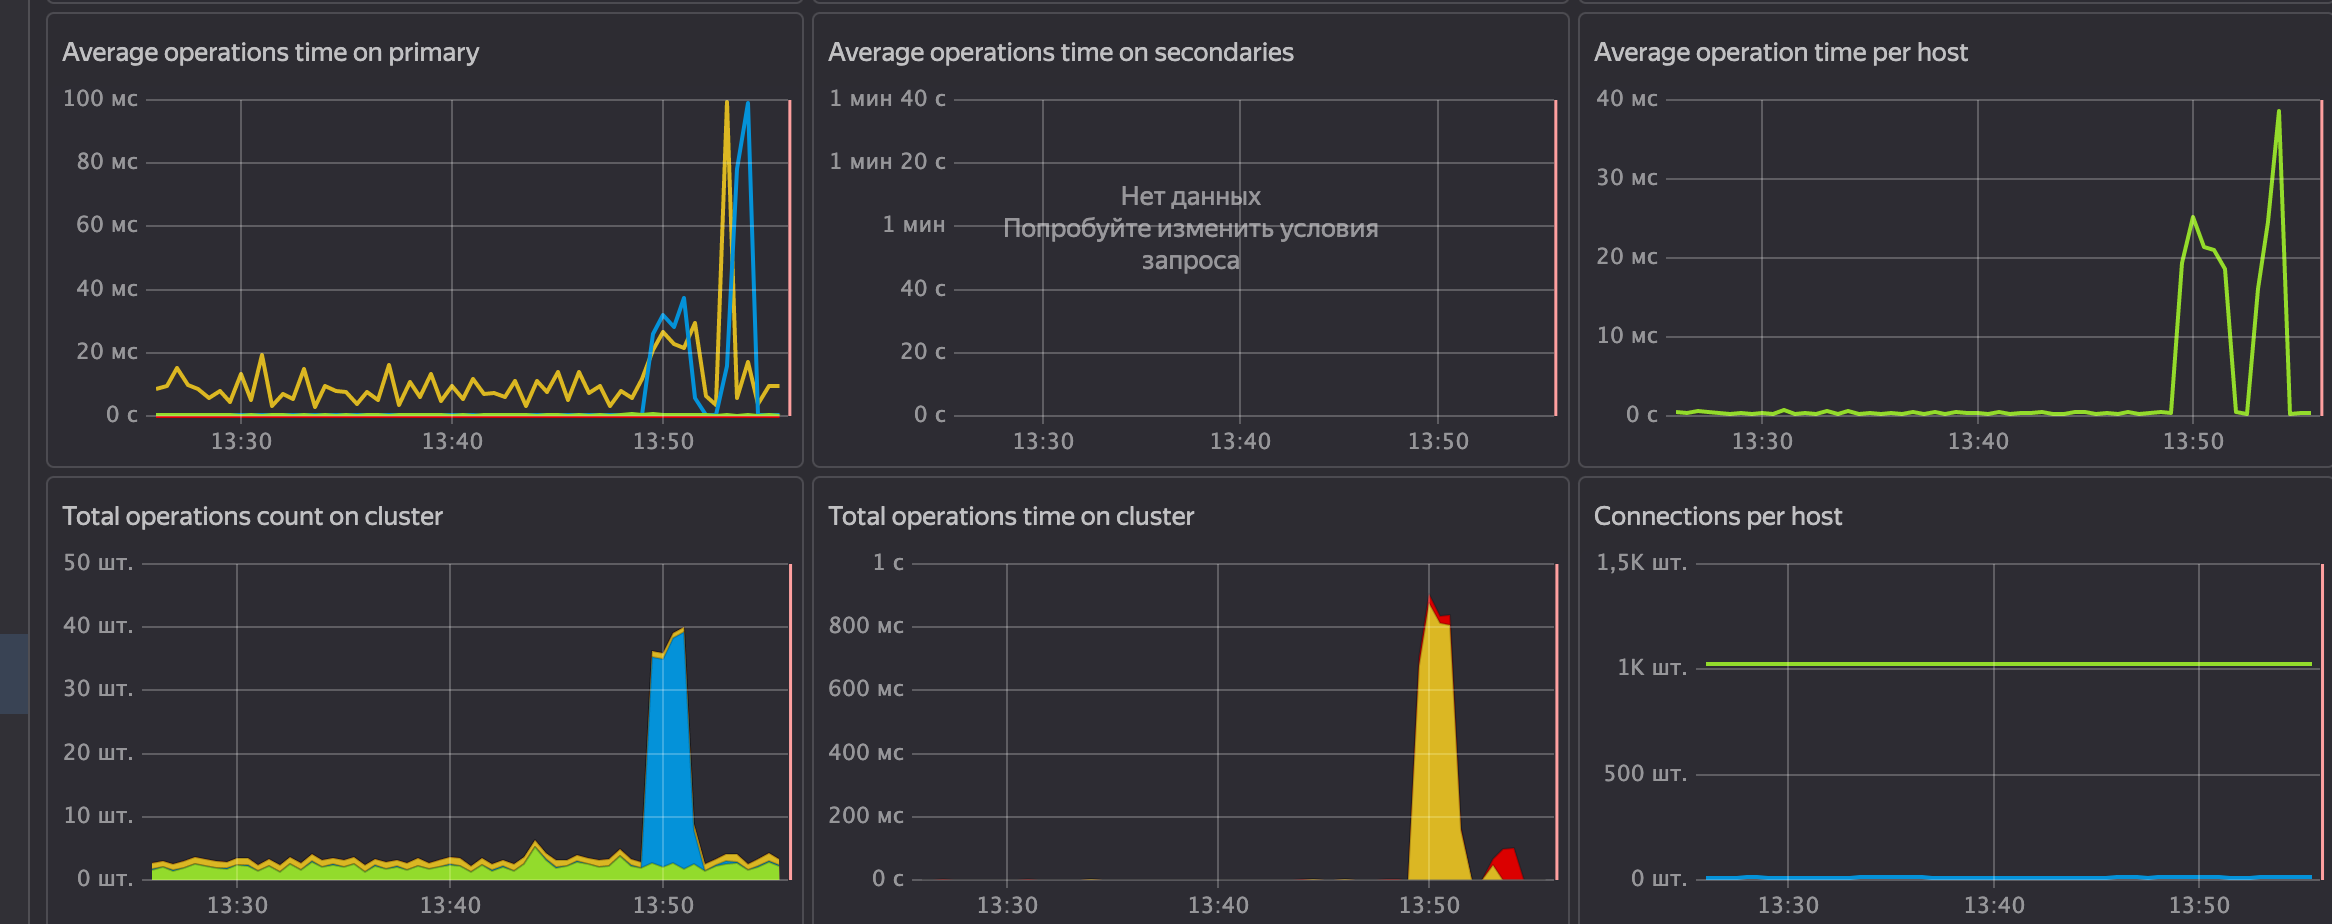 Average operations time on primary
100 мс
80 мс
60 мс
40 мс
20 мс
0 с
13:30 13:40 13:50
Average operations time on secondaries
1 мин 40 с
1 мин 20 с
1 мин
40 с
20 с
0 с
Нет данных
Попробуйте изменить условия
запроса
13:30 13:40 13:50
Average operation time per host
40 мс
30 мс
20 мс
10 мс
0 с
13:30 13:40 13:50
Total operations count on cluster
50 шт.
40 шт.
30 шт.
20 шт.
10 шт.
0 шт.
13:30 13:40 13:50
Total operations time on cluster
1 с
800 мс
600 мс
400 мс
200 мс
0 с
13:30 13:40 13:50
Connections per host
1,5K шт.
1K шт.
500 шт.
0 шт.
13:30 13:40 13:50